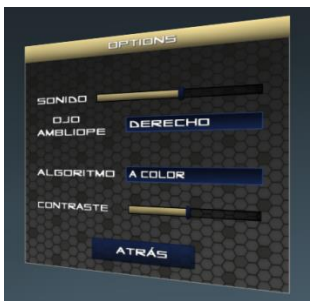 OPTIONS
SONIDO
OJO
AMBLIOPE
DERECHO
ALGORITMO
A COLOR
CONTRASTE
ATRÁS